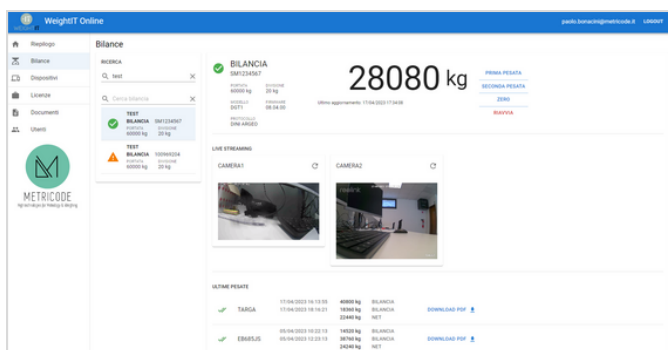 WeightIT Online
paolo.bonacini@metricode.it LOGOUT
Riepilogo
Bilance
Dispositivi
Licenze
Documenti
Utenti
METRICODE
Bilance
RICERCA
test
Cerca bilancia
TEST
BILANCIA SM1234567
PORTATA DIVISIONE
60000 kg 20 kg
TEST
BILANCIA 100969204
PORTATA DIVISIONE
60000 kg 20 kg
BILANCIA
SM1234567
PORTATA DIVISIONE
60000 kg 20 kg
MODELLO FIRMWARE
DGT1 08.04.00
PROTOCOLLO
DINI ARGEO
28080 kg
Ultimo aggiornamento: 17/04/2023 17:34:08
PRIMA PESATA
SECONDA PESATA
ZERO
RIAVVIA
LIVE STREAMING
CAMERA1
CAMERA2
reolink
ULTIME PESATE
TARGA
17/04/2023 16:13:55 40800 kg BILANCIA
17/04/2023 18:16:21 18360 kg BILANCIA
22440 kg NET
DOWNLOAD PDF
EB685JS
05/04/2023 10:22:13 14520 kg BILANCIA
05/04/2023 12:23:13 38760 kg BILANCIA
24240 kg NET
DOWNLOAD PDF